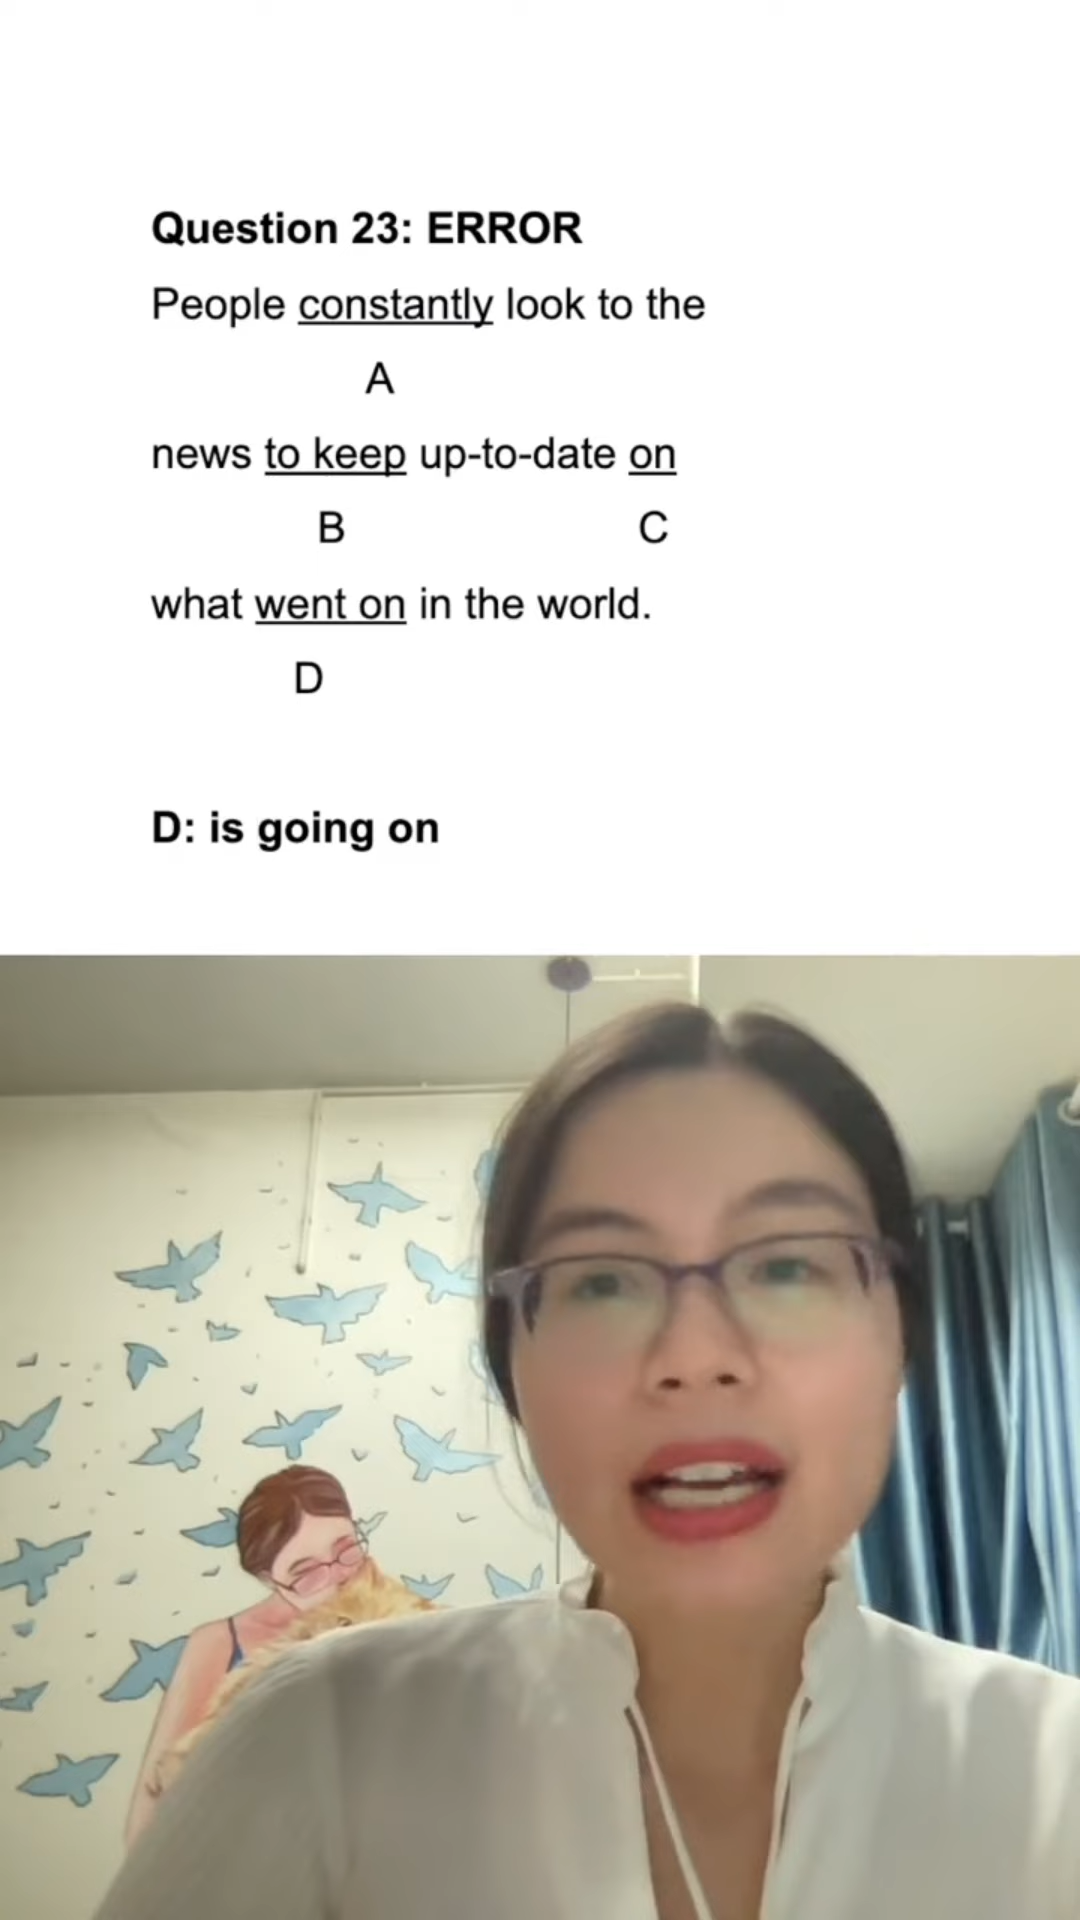 Question 23: ERROR
People constantly look to the
A
news to keep up-to-date on
B C
what went on in the world.
D
D: is going on